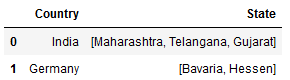 Country State
0 India [Maharashtra, Telangana, Gujarat]
1 Germany [Bavaria, Hessen]